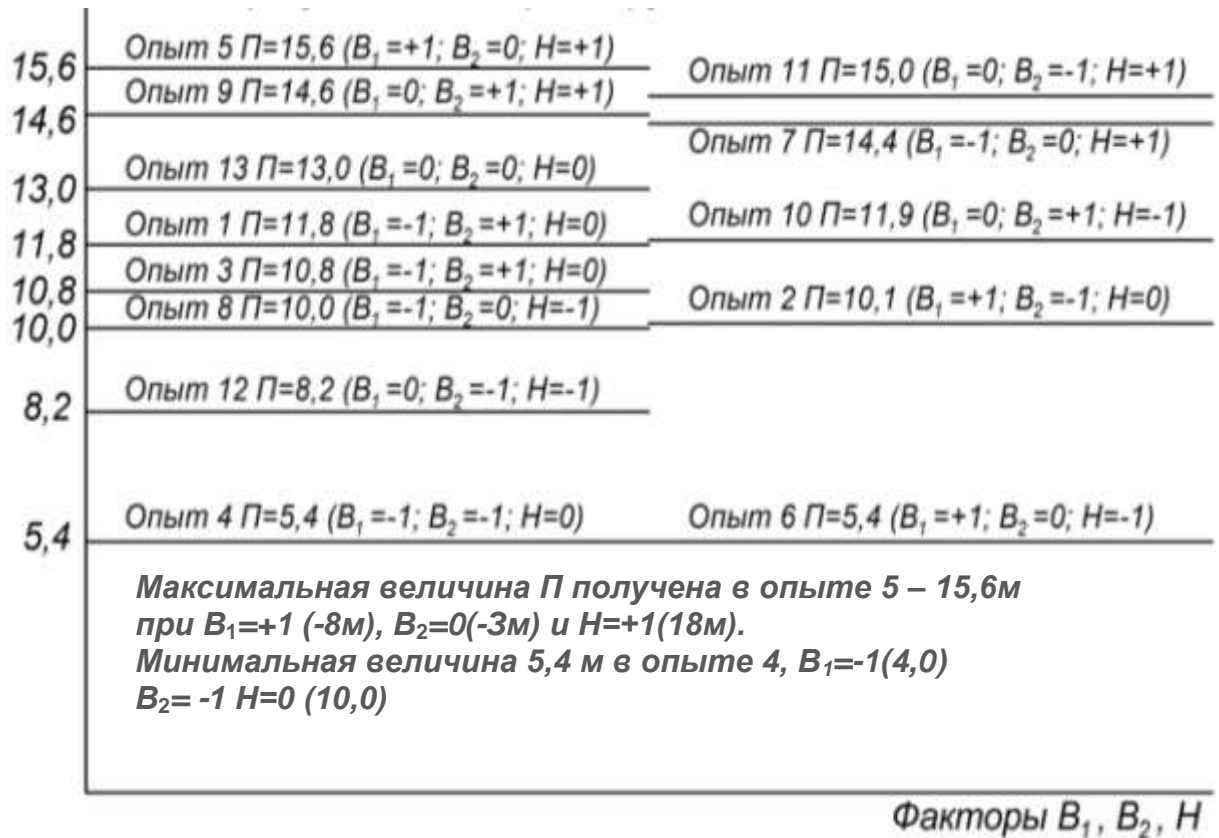 Опыт 5 П=15,6 (В₁=+1; В₂=0; Н=+1)
15,6
Опыт 11 П=15,0 (В₁=0; В₂=-1; Н=+1)
Опыт 9 П=14,6 (В₁=0; В₂=+1; Н=+1)
14,6
Опыт 7 П=14,4 (В₁=-1; В₂=0; Н=+1)
Опыт 13 П=13,0 (В₁=0; В₂=0; Н=0)
13,0
Опыт 1 П=11,8 (В₁=-1; В₂=+1; Н=0)
Опыт 10 П=11,9 (В₁=0; В₂=+1; Н=-1)
11,8
Опыт 3 П=10,8 (В₁=-1; В₂=+1; Н=0)
10,8
Опыт 8 П=10,0 (В₁=-1; В₂=0; Н=-1)
Опыт 2 П=10,1 (В₁=+1; В₂=-1; Н=0)
10,0
Опыт 12 П=8,2 (В₁=0; В₂=-1; Н=-1)
8,2
Опыт 4 П=5,4 (В₁=-1; В₂=-1; Н=0)
Опыт 6 П=5,4 (В₁=+1; В₂=0; Н=-1)
5,4
Максимальная величина П получена в опыте 5 – 15,6м
при В₁=+1 (-8м), В₂=0(-3м) и Н=+1(18м).
Минимальная величина 5,4 м в опыте 4, В₁=-1(4,0)
В₂= -1 Н=0 (10,0)
Факторы В₁, В₂, Н